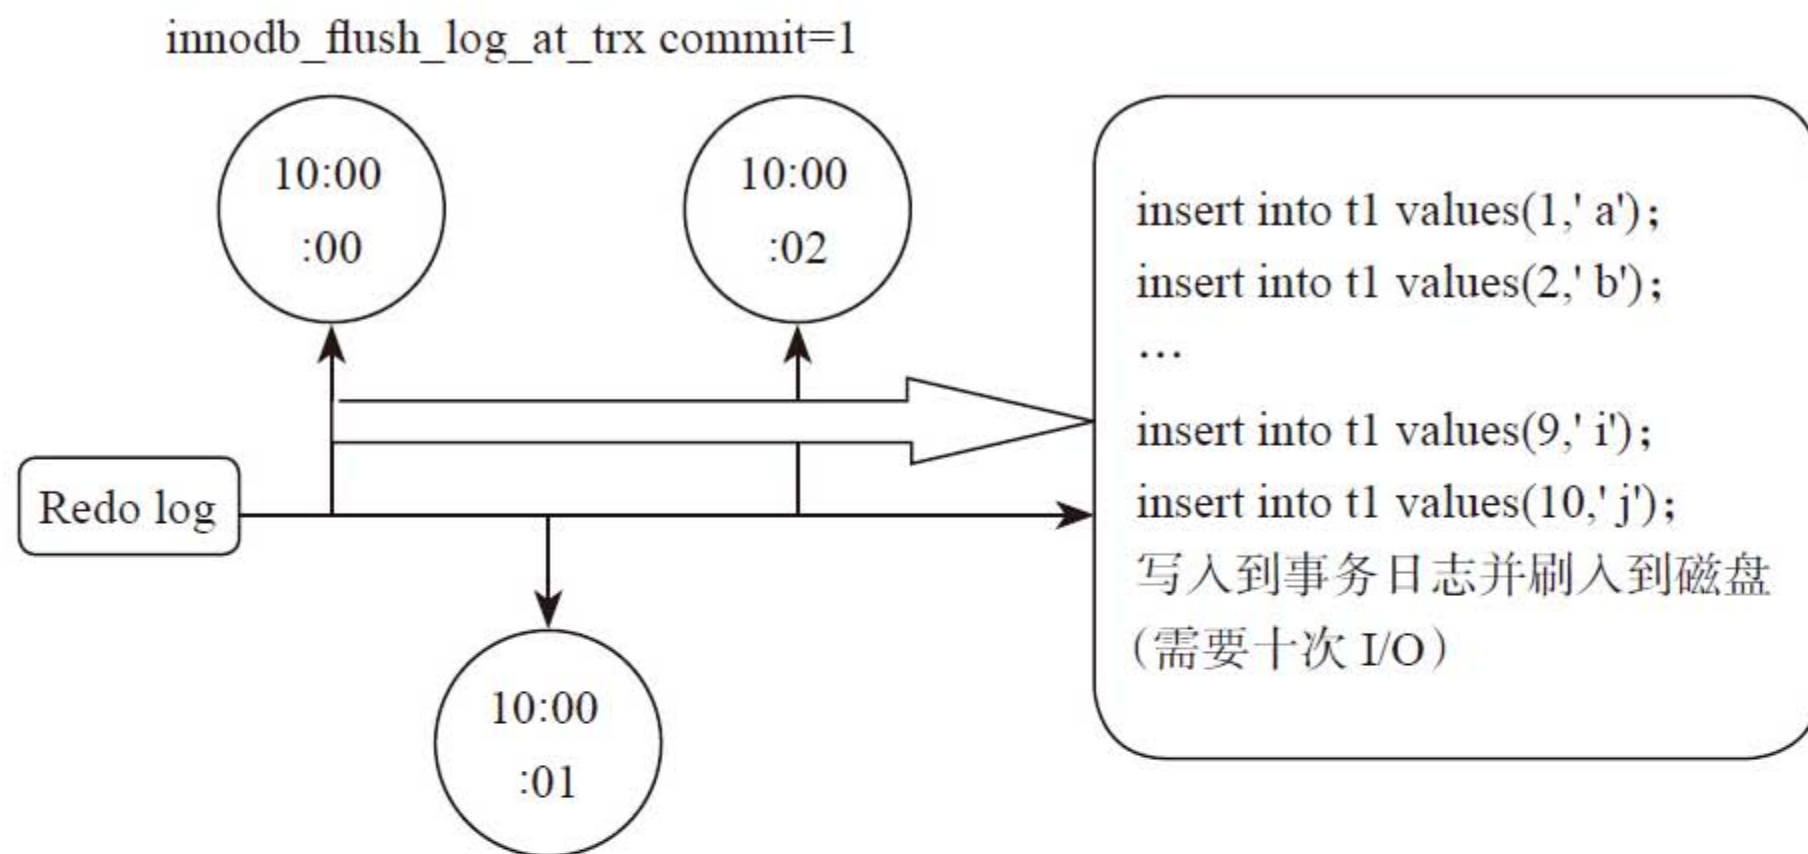 innodb_flush_log_at_trx commit=1
10:00
:00
10:00
:02
Redo log
10:00
:01
insert into t1 values(1,' a');
insert into t1 values(2,' b');
…
insert into t1 values(9,' i');
insert into t1 values(10,' j');
写入到事务日志并刷入到磁盘
（需要十次 I/O）